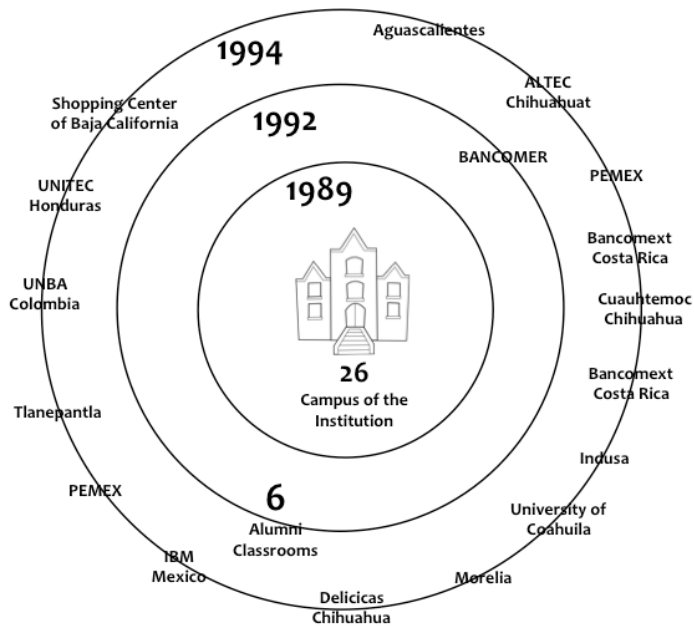 Aguascalientes
1994
ALTEC
Chihuahuat
Shopping Center
of Baja California
1992
BANCOMER
PEMEX
1989
UNITEC
Honduras
Bancomext
Costa Rica
UNBA
Colombia
Cuauhtemoc
Chihuahua
26
Campus of the
Institution
Bancomext
Costa Rica
Tlanepantla
Indusa
PEMEX
6
Alumni
Classrooms
University of
Coahuila
IBM
Mexico
Morelia
Delicicas
Chihuahua